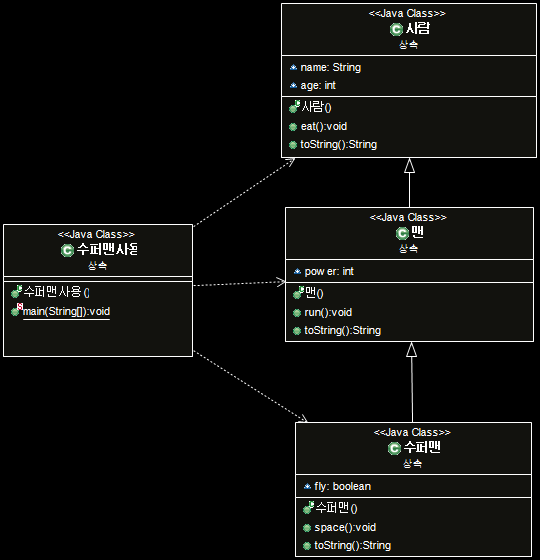 <<Java Class>>
사람
상속
name: String
age: int
사람()
eat():void
toString():String
<<Java Class>>
수퍼맨사용
상속
수퍼맨사용()
main(String[]):void
<<Java Class>>
맨
상속
power: int
맨()
run():void
toString():String
<<Java Class>>
수퍼맨
상속
fly: boolean
수퍼맨()
space():void
toString():String